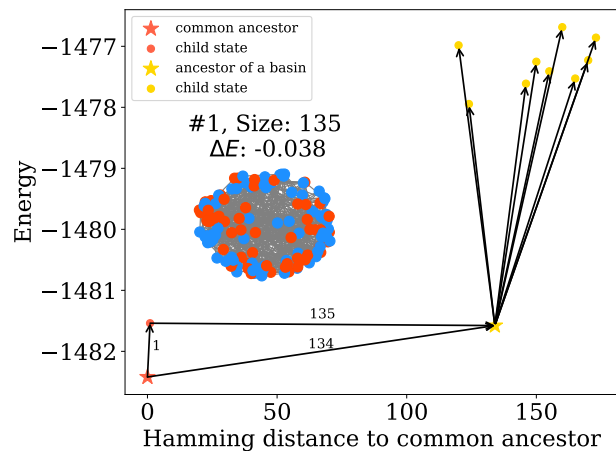 common ancestor
child state
ancestor of a basin
child state
#1, Size: 135
ΔE: -0.038
−1477
−1478
−1479
−1480
−1481
−1482
Energy
135
134
1
0
50
100
150
Hamming distance to common ancestor